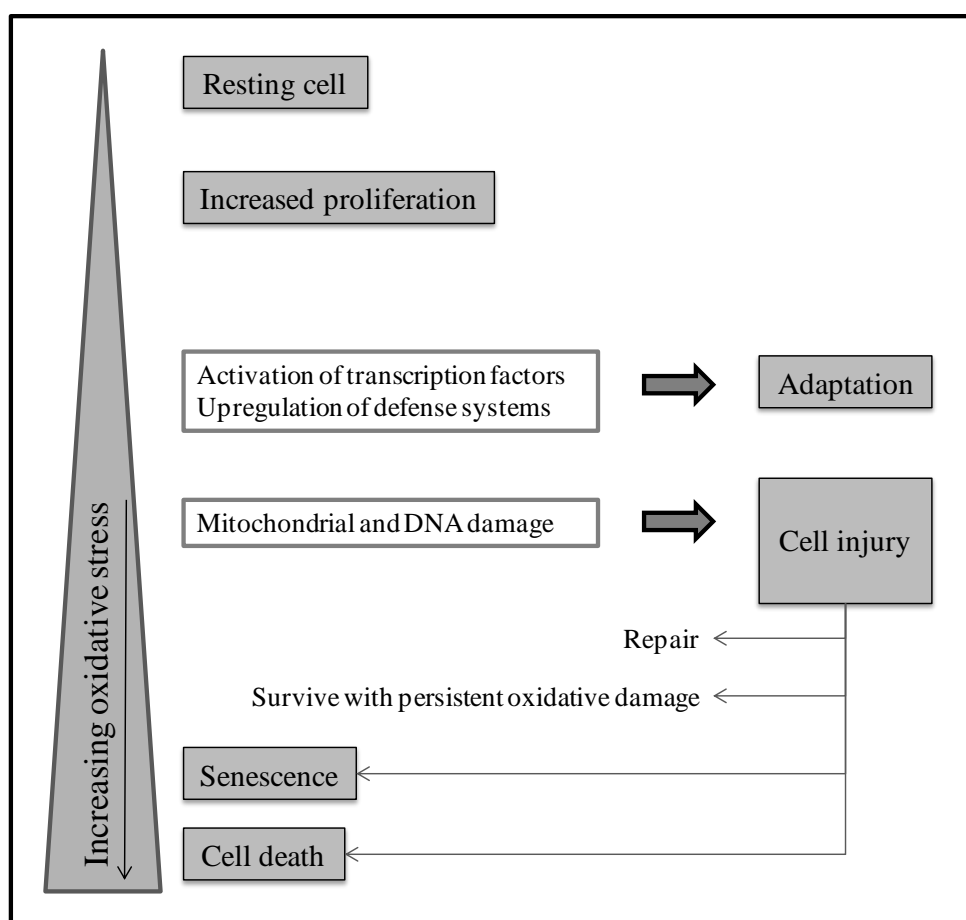 Resting cell
Increased proliferation
Activation of transcription factors
Upregulation of defense systems
Adaptation
Mitochondrial and DNA damage
Cell injury
Repair
Survive with persistent oxidative damage
Senescence
Cell death
Increasing oxidative stress